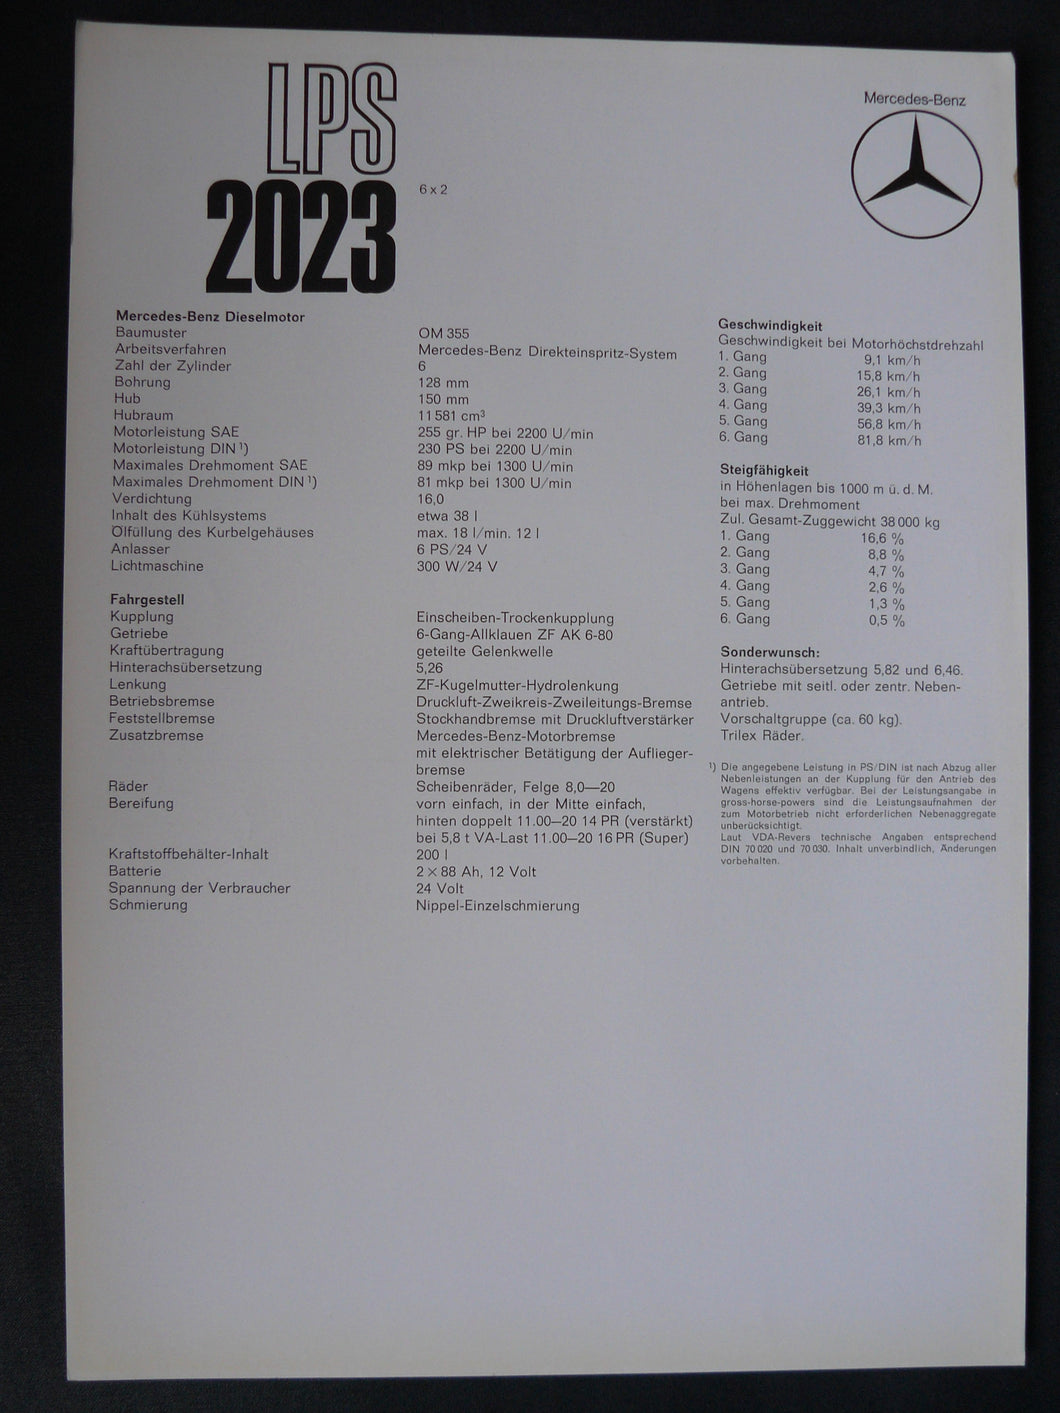 LPS
2023
6 x 2
Mercedes-Benz
Mercedes-Benz Dieselmotor
Baumuster OM 355
Arbeitsverfahren Mercedes-Benz Direkteinspritz-System
Zahl der Zylinder 6
Bohrung 128 mm
Hub 150 mm
Hubraum 11 581 cm³
Motorleistung SAE 255 gr. HP bei 2200 U/min
Motorleistung DIN ¹) 230 PS bei 2200 U/min
Maximales Drehmoment SAE 89 mkp bei 1300 U/min
Maximales Drehmoment DIN ¹) 81 mkp bei 1300 U/min
Verdichtung 16,0
Inhalt des Kühlsystems etwa 38 l
Ölfüllung des Kurbelgehäuses max. 18 l/min. 12 l
Anlasser 6 PS/24 V
Lichtmaschine 300 W/24 V
Fahrgestell
Kupplung Einscheiben-Trockenkupplung
Getriebe 6-Gang-Allklauen ZF AK 6-80
Kraftübertragung geteilte Gelenkwelle
Hinterachsübersetzung 5,26
Lenkung ZF-Kugelmutter-Hydrolenkung
Betriebsbremse Druckluft-Zweikreis-Zweileitungs-Bremse
Feststellbremse Stockhandbremse mit Druckluftverstärker
Zusatzbremse Mercedes-Benz-Motorbremse
mit elektrischer Betätigung der Auflieger-
bremse
Räder Scheibenräder, Felge 8,0—20
Bereifung vorn einfach, in der Mitte einfach,
hinten doppelt 11.00—20 14 PR (verstärkt)
bei 5,8 t VA-Last 11.00—20 16 PR (Super)
Kraftstoffbehälter-Inhalt 200 l
Batterie 2 × 88 Ah, 12 Volt
Spannung der Verbraucher 24 Volt
Schmierung Nippel-Einzelschmierung
Geschwindigkeit
Geschwindigkeit bei Motorhöchstdrehzahl
1. Gang 9,1 km/h
2. Gang 15,8 km/h
3. Gang 26,1 km/h
4. Gang 39,3 km/h
5. Gang 56,8 km/h
6. Gang 81,8 km/h
Steigfähigkeit
in Höhenlagen bis 1000 m ü. d. M.
bei max. Drehmoment
Zul. Gesamt-Zuggewicht 38 000 kg
1. Gang 16,6 %
2. Gang 8,8 %
3. Gang 4,7 %
4. Gang 2,6 %
5. Gang 1,3 %
6. Gang 0,5 %
Sonderwunsch:
Hinterachsübersetzung 5,82 und 6,46.
Getriebe mit seitl. oder zentr. Neben-
antrieb.
Vorschaltgruppe (ca. 60 kg).
Trilex Räder.
¹) Die angegebene Leistung in PS/DIN ist nach Abzug aller
Nebenleistungen an der Kupplung für den Antrieb des
Wagens effektiv verfügbar. Bei der Leistungsangabe in
gross-horse-powers sind die Leistungsaufnahmen der
zum Motorbetrieb nicht erforderlichen Nebenaggregate
unberücksichtigt.
Laut VDA-Revers technische Angaben entsprechend
DIN 70 020 und 70 030. Inhalt unverbindlich, Änderungen
vorbehalten.